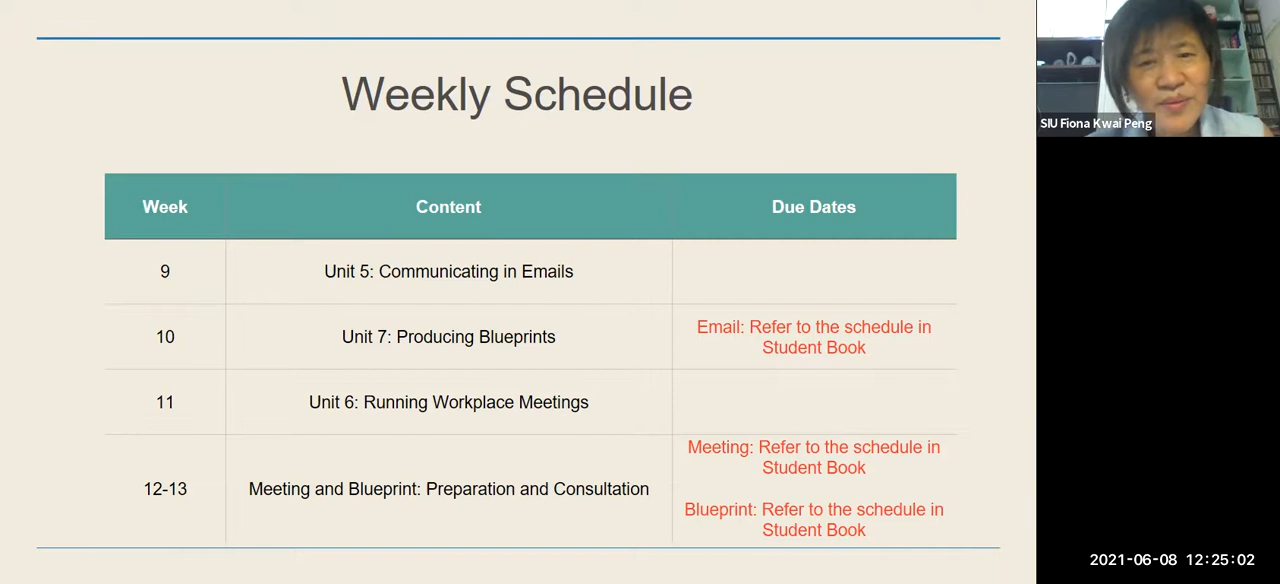 Weekly Schedule
SIU Fiona Kwai Peng
Week Content Due Dates
9 Unit 5: Communicating in Emails
10 Unit 7: Producing Blueprints
Email: Refer to the schedule in
Student Book
11 Unit 6: Running Workplace Meetings
12-13 Meeting and Blueprint: Preparation and Consultation
Meeting: Refer to the schedule in
Student Book
Blueprint: Refer to the schedule in
Student Book
2021-06-08 12:25:02